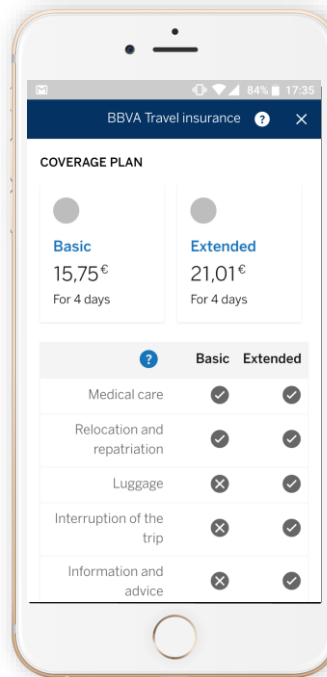 84% 17:35
BBVA Travel insurance ? ×
COVERAGE PLAN
Basic
15,75€
For 4 days
Extended
21,01€
For 4 days
? Basic Extended
Medical care
Relocation and
repatriation
Luggage
Interruption of the
trip
Information and
advice